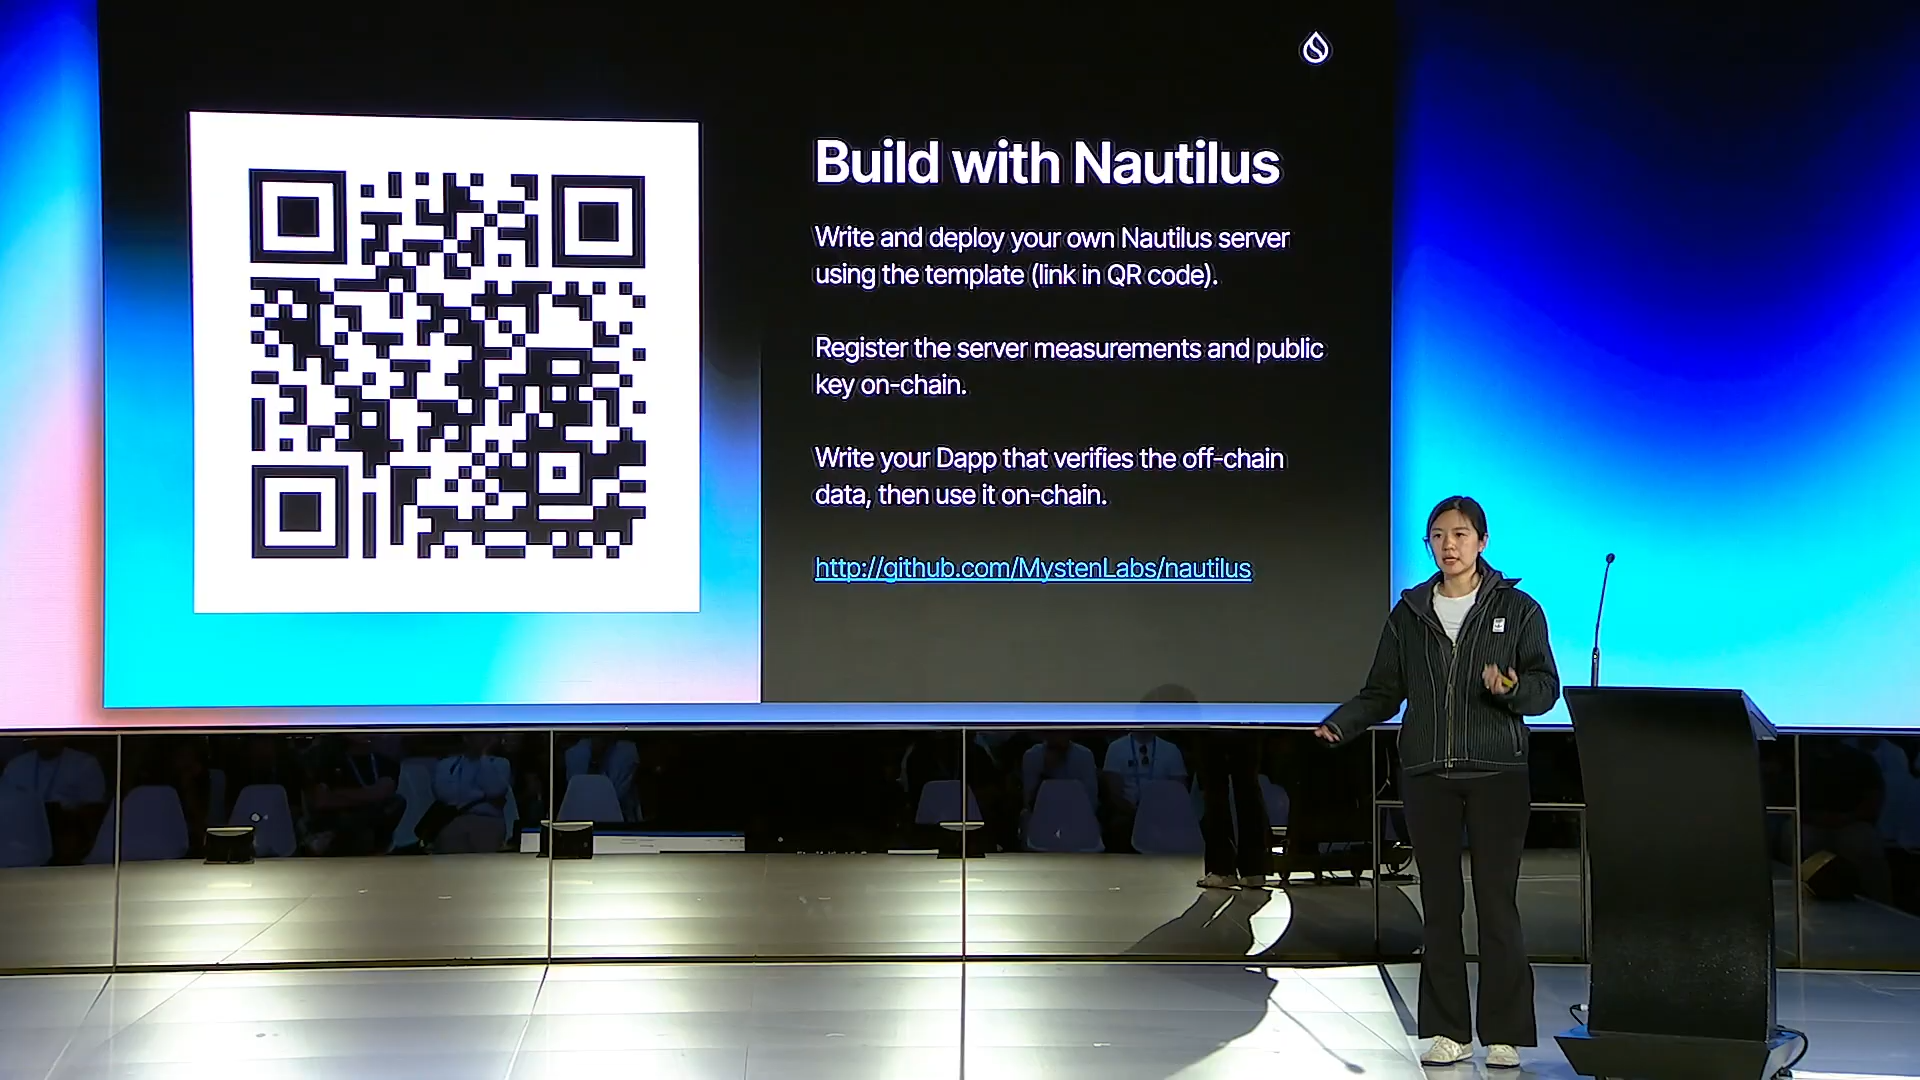 Build with Nautilus
Write and deploy your own Nautilus server
using the template (link in QR code).
Register the server measurements and public
key on-chain.
Write your Dapp that verifies the off-chain
data, then use it on-chain.
http://github.com/MystenLabs/nautilus